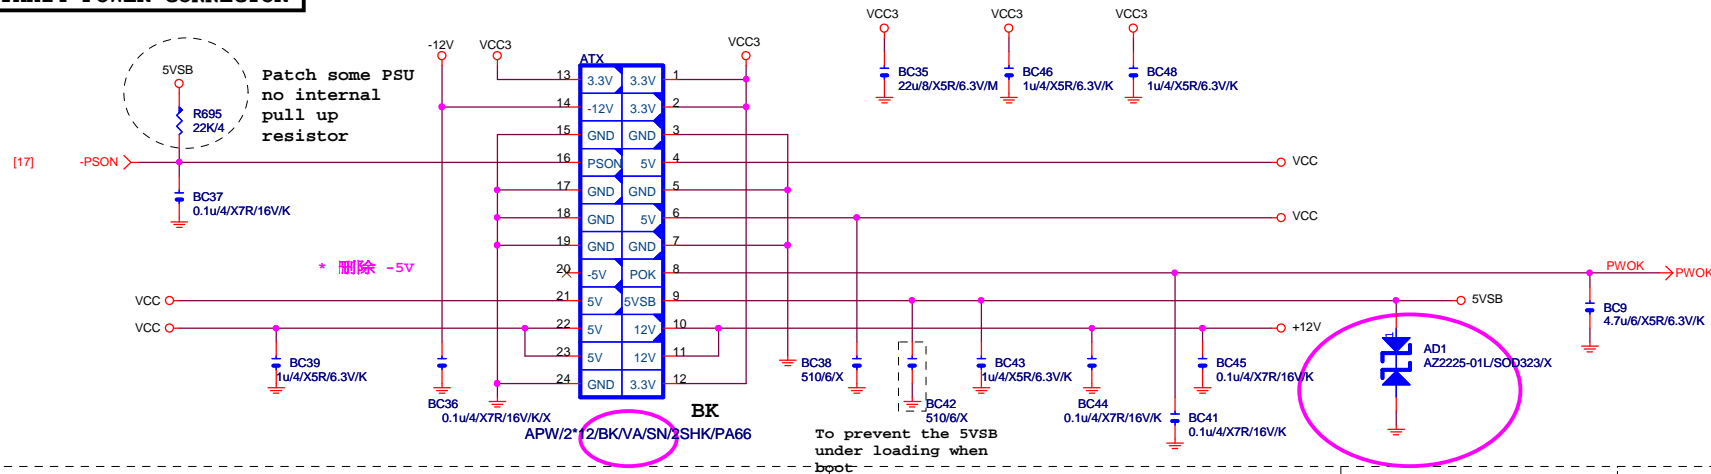 POWER CONNECTOR
5VSB
R695
22K/4
Patch some PSU
no internal
pull up
resistor
[17]
-PSON
BC37
0.1u/4/X7R/16V/K
* 删除 -5V
VCC
VCC
BC39
1u/4/X5R/6.3V/K
-12V
VCC3
ATX
VCC3
13 3.3V 3.3V 1
14 -12V 3.3V 2
15 GND GND 3
16 PSON 5V 4
17 GND GND 5
18 GND 5V 6
19 GND GND 7
20 -5V POK 8
21 5V 5VSB 9
22 5V 12V 10
23 5V 12V 11
24 GND 3.3V 12
BC36
0.1u/4/X7R/16V/K/X
BK
APW/2*12/BK/VA/SN/2SHK/PA66
VCC3
BC35
22u/8/X5R/6.3V/M
VCC3
BC46
1u/4/X5R/6.3V/K
VCC3
BC48
1u/4/X5R/6.3V/K
VCC
VCC
PWOK
PWOK
5VSB
+12V
BC38
510/6/X
BC42
510/6/X
To prevent the 5VSB
under loading when
boot
BC43
1u/4/X5R/6.3V/K
BC44
0.1u/4/X7R/16V/K
BC41
0.1u/4/X7R/16V/K
BC45
0.1u/4/X7R/16V/K
1
AD1
AZ2225-01L/SOD323/X
BC9
4.7u/6/X5R/6.3V/K